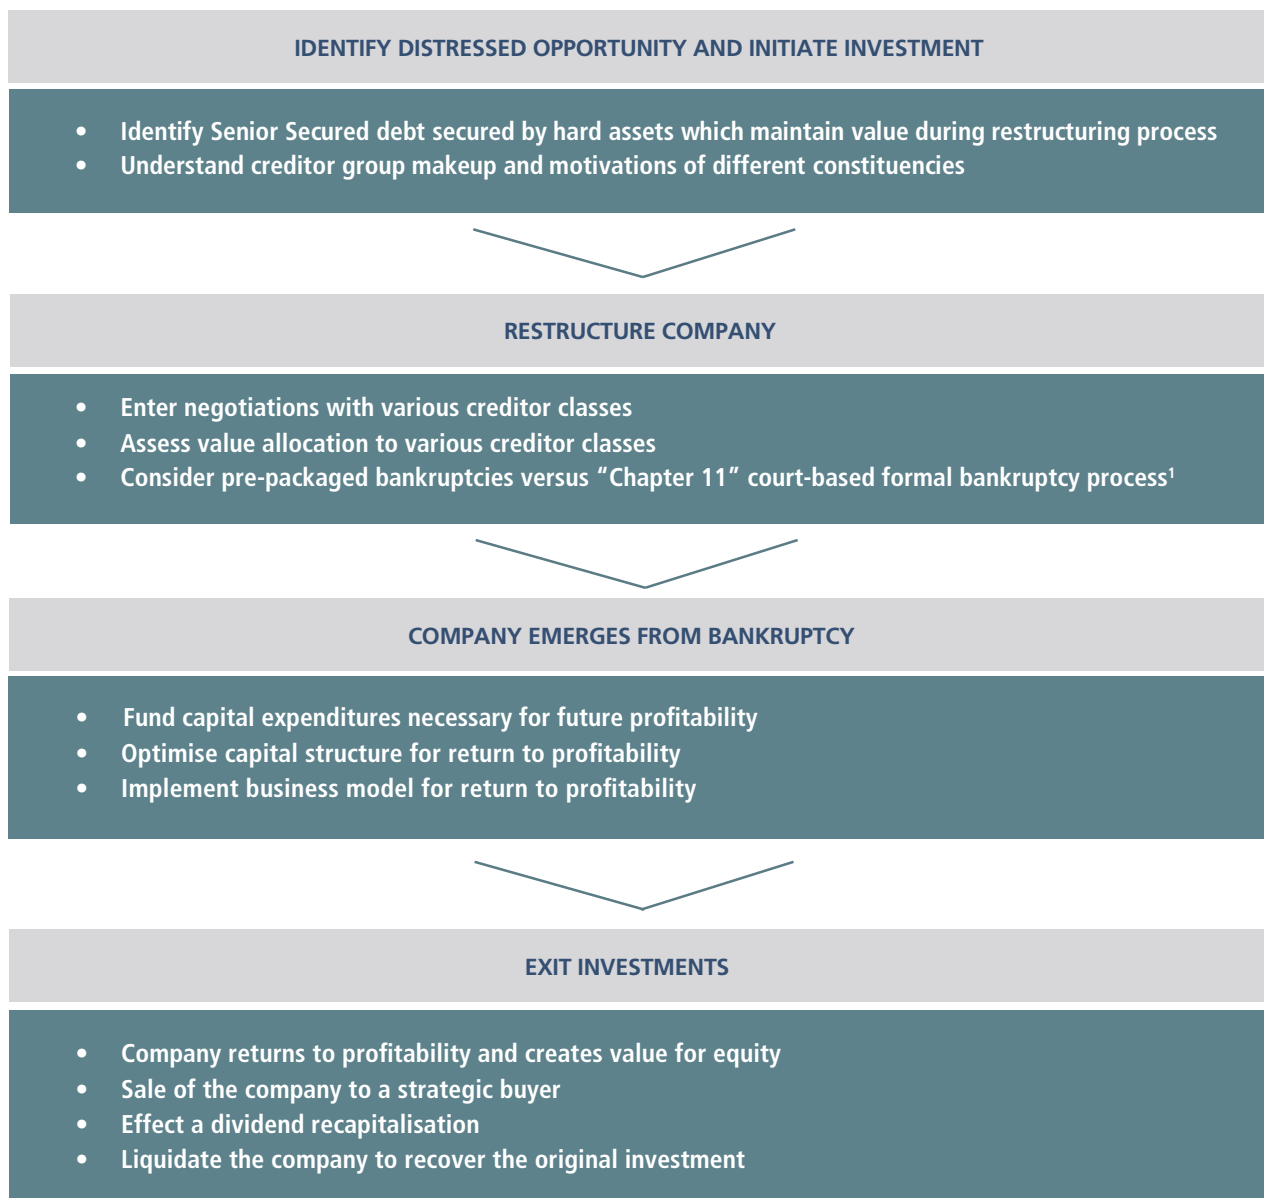 IDENTIFY DISTRESSED OPPORTUNITY AND INITIATE INVESTMENT
• Identify Senior Secured debt secured by hard assets which maintain value during restructuring process
• Understand creditor group makeup and motivations of different constituencies
RESTRUCTURE COMPANY
• Enter negotiations with various creditor classes
• Assess value allocation to various creditor classes
• Consider pre-packaged bankruptcies versus “Chapter 11” court-based formal bankruptcy process¹
COMPANY EMERGES FROM BANKRUPTCY
• Fund capital expenditures necessary for future profitability
• Optimise capital structure for return to profitability
• Implement business model for return to profitability
EXIT INVESTMENTS
• Company returns to profitability and creates value for equity
• Sale of the company to a strategic buyer
• Effect a dividend recapitalisation
• Liquidate the company to recover the original investment